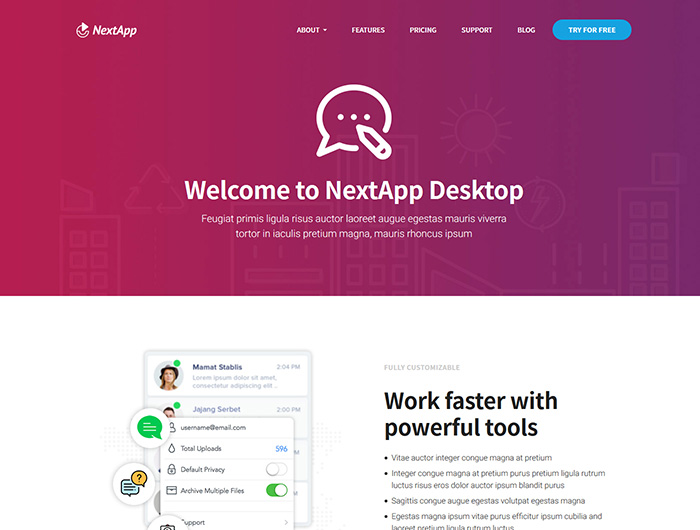 NextApp
ABOUT
FEATURES
PRICING
SUPPORT
BLOG
TRY FOR FREE
Welcome to NextApp Desktop
Feugiat primis ligula risus auctor laoreet augue egestas mauris viverra
tortor in iaculis pretium magna, mauris rhoncus ipsum
Mamat Stablis
2:04 PM
Lorem ipsum dolor sit amet,
consectetur adipiscing elit ..
Jajang Serbet
2:00 PM
username@email.com
Total Uploads
596
Default Privacy
Archive Multiple Files
Support
FULLY CUSTOMIZABLE
Work faster with
powerful tools
• Vitae auctor integer congue magna at pretium
• Integer congue magna at pretium purus pretium ligula rutrum
luctus risus eros dolor auctor ipsum blandit purus
• Sagittis congue augue egestas volutpat egestas magna
• Egestas magna ipsum vitae purus efficitur ipsum cubilia and
laoreet pretium ligula rutrum